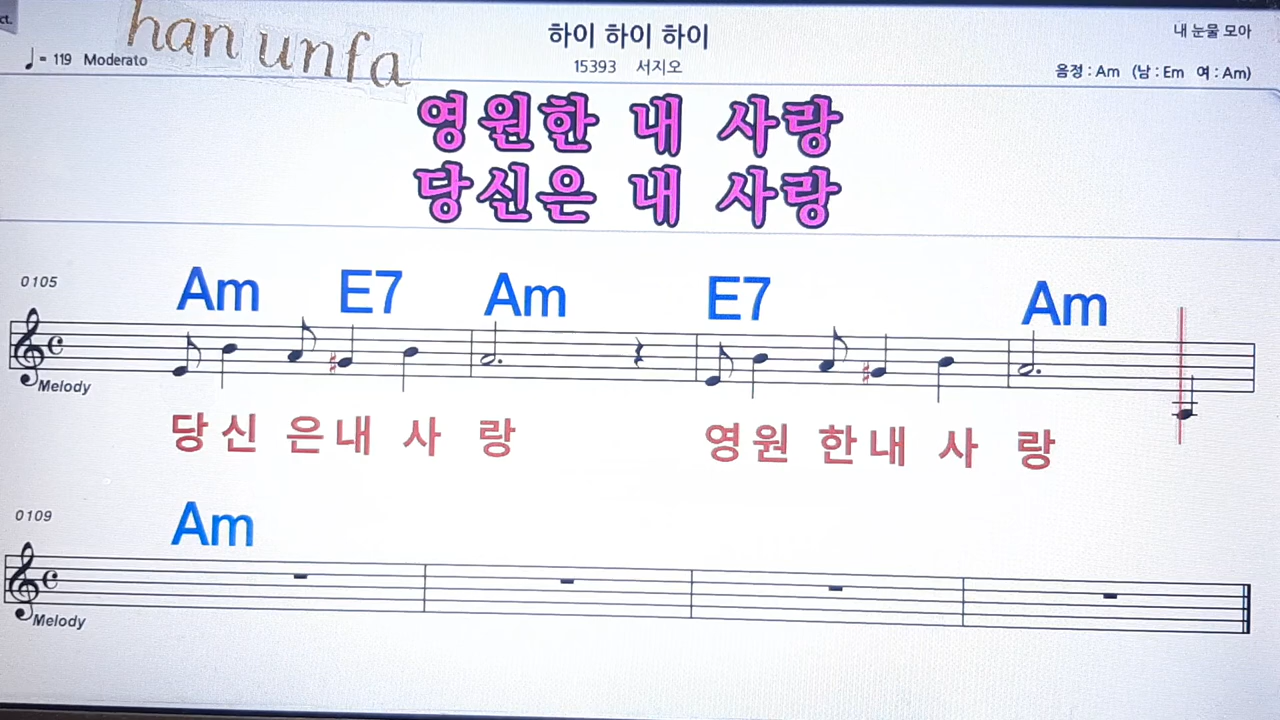 ct.
han unfa
하이 하이 하이
내 눈물 모아
♩= 119 Moderato
15393 서지오
음정 : Am (남 : Em 여 : Am)
영원한 내 사랑
당신은 내 사랑
0105
Am E7 Am E7 Am
Melody
당 신 은 내 사 랑 영 원 한 내 사 랑
0109
Am
Melody